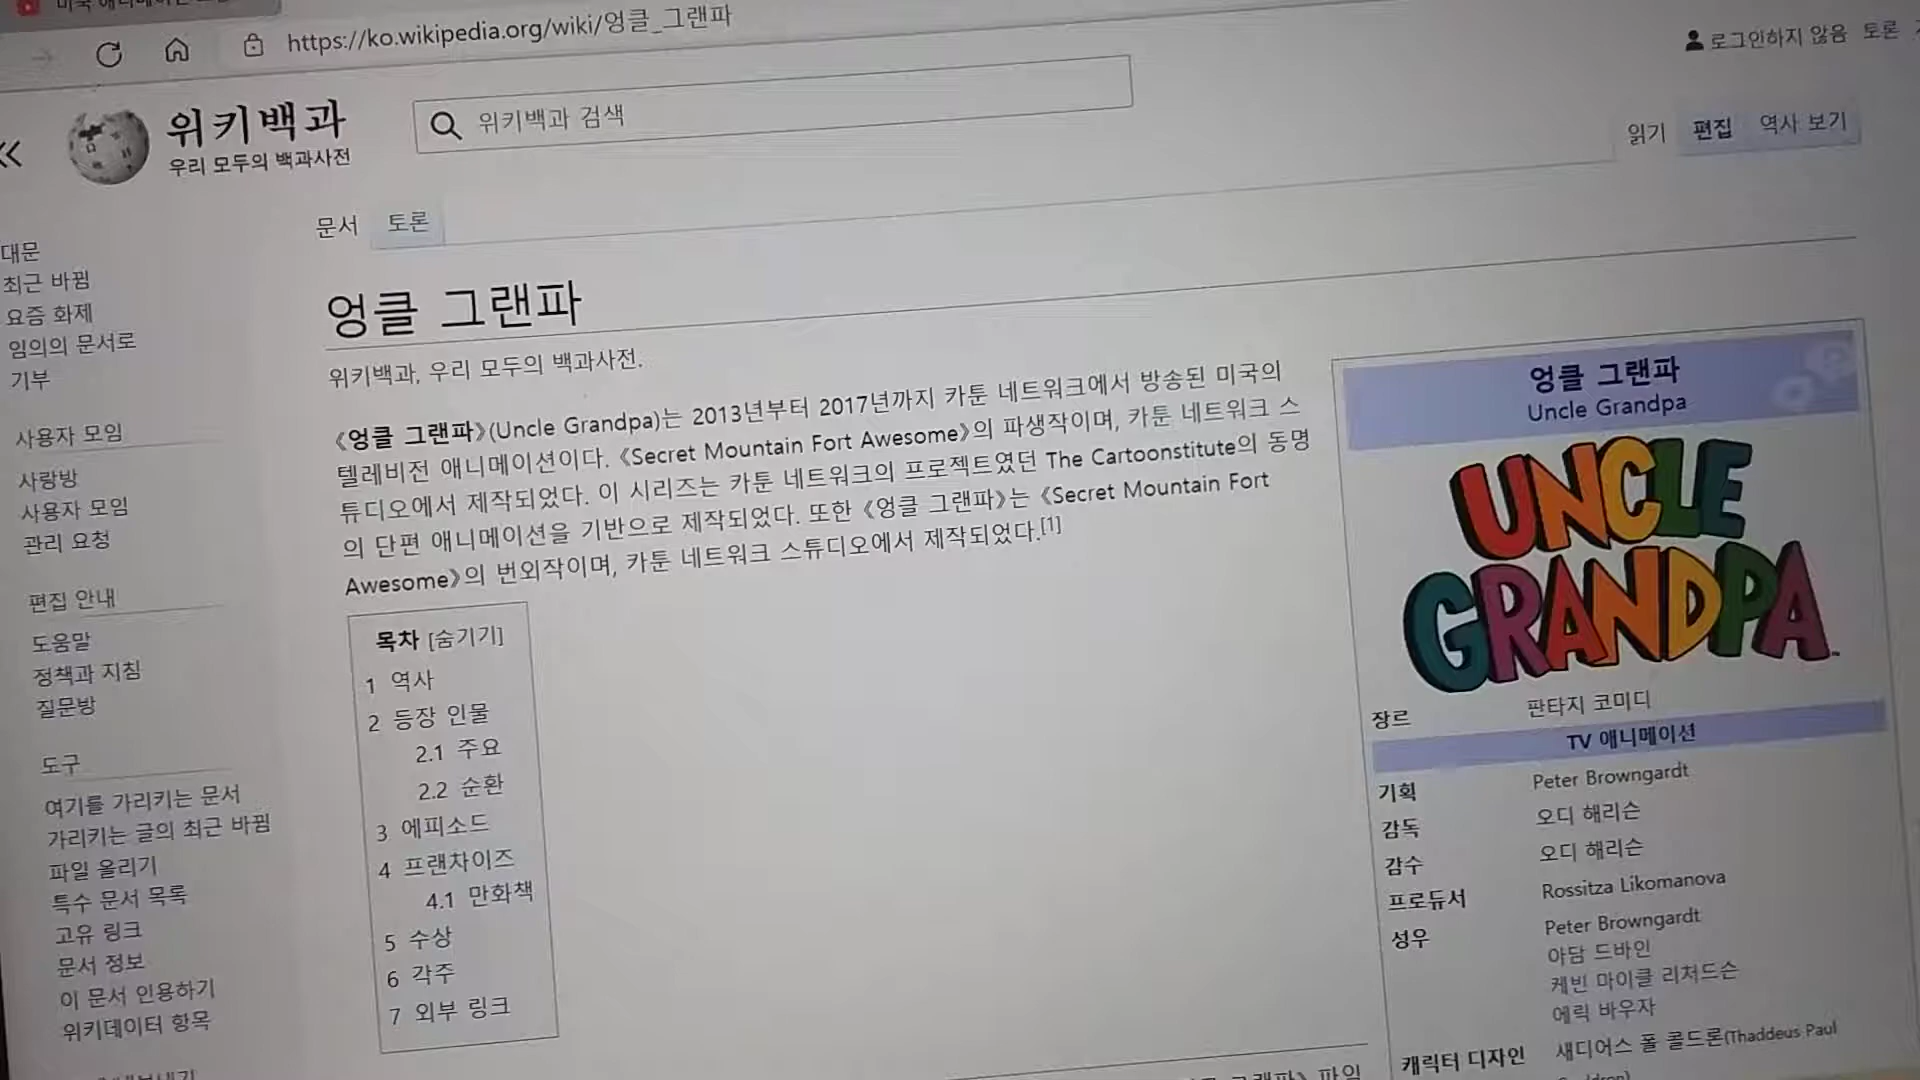 https://ko.wikipedia.org/wiki/엉클_그랜파
로그인하지 않음 토론
위키백과
우리 모두의 백과사전
위키백과 검색
읽기 편집 역사 보기
문서 토론
대문
최근 바뀜
요즘 화제
임의의 문서로
기부
사용자 모임
사랑방
사용자 모임
관리 요청
편집 안내
도움말
정책과 지침
질문방
도구
여기를 가리키는 문서
가리키는 글의 최근 바뀜
파일 올리기
특수 문서 목록
고유 링크
문서 정보
이 문서 인용하기
위키데이터 항목
엉클 그랜파
위키백과, 우리 모두의 백과사전.
《엉클 그랜파》(Uncle Grandpa)는 2013년부터 2017년까지 카툰 네트워크에서 방송된 미국의
텔레비전 애니메이션이다. 《Secret Mountain Fort Awesome》의 파생작이며, 카툰 네트워크 스
튜디오에서 제작되었다. 이 시리즈는 카툰 네트워크의 프로젝트였던 The Cartoonstitute의 동명
의 단편 애니메이션을 기반으로 제작되었다. 또한 《엉클 그랜파》는 《Secret Mountain Fort
Awesome》의 번외작이며, 카툰 네트워크 스튜디오에서 제작되었다.[1]
목차 [숨기기]
1 역사
2 등장 인물
2.1 주요
2.2 순환
3 에피소드
4 프랜차이즈
4.1 만화책
5 수상
6 각주
7 외부 링크
엉클 그랜파
Uncle Grandpa
UNCLE
GRANDPA
장르 판타지 코미디
TV 애니메이션
기획 Peter Browngardt
감독 오디 해리슨
감수 오디 해리슨
프로듀서 Rossitza Likomanova
성우 Peter Browngardt
아담 드바인
케빈 마이클 리처드슨
에릭 바우자
캐릭터 디자인 새디어스 폴 콜드론(Thaddeus Paul